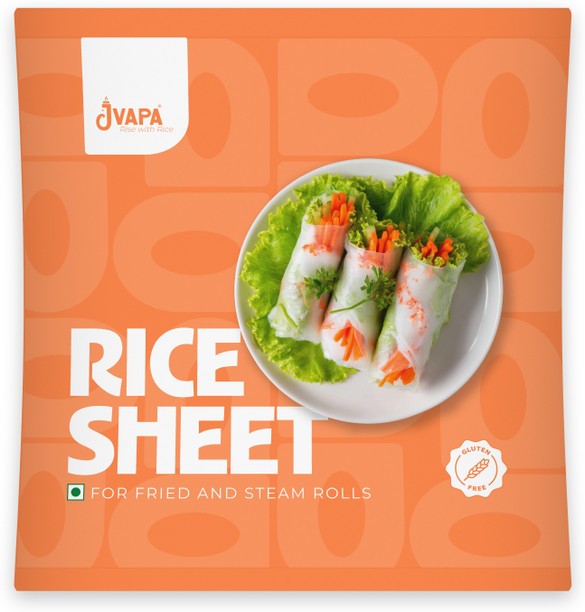 JVAPA®
Rise with Rice
RICE
SHEET
FOR FRIED AND STEAM ROLLS
GLUTEN
FREE